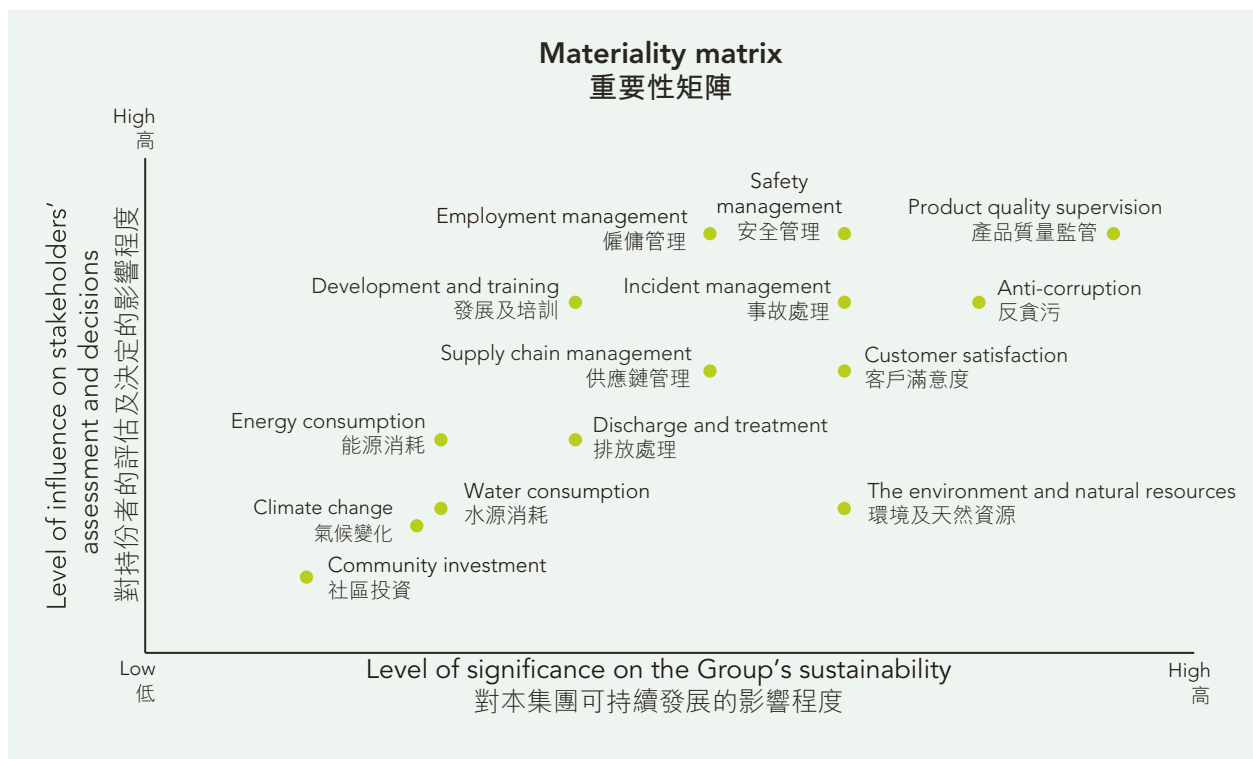 Materiality matrix
重要性矩陣
High
高
Level of influence on stakeholders'
assessment and decisions
對持份者的評估及決定的影響程度
Safety
management
安全管理
Employment management
僱傭管理
Product quality supervision
產品質量監管
Development and training
發展及培訓
Incident management
事故處理
Anti-corruption
反貪污
Supply chain management
供應鏈管理
Customer satisfaction
客戶滿意度
Energy consumption
能源消耗
Discharge and treatment
排放處理
Climate change
氣候變化
Water consumption
水源消耗
The environment and natural resources
環境及天然資源
Community investment
社區投資
Low
低
Level of significance on the Group's sustainability
對本集團可持續發展的影響程度
High
高